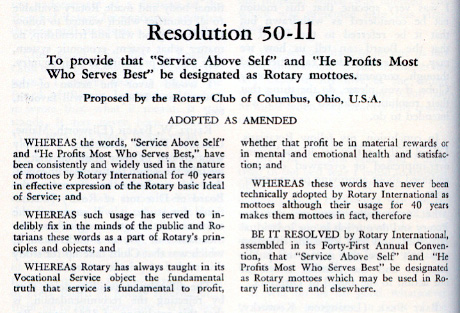 Resolution 50-11
To provide that "Service Above Self" and "He Profits Most
Who Serves Best" be designated as Rotary mottoes.
Proposed by the Rotary Club of Columbus, Ohio, U.S.A.
ADOPTED AS AMENDED
WHEREAS the words, "Service Above Self"
and "He Profits Most Who Serves Best," have
been consistently and widely used in the nature
of mottoes by Rotary International for 40 years
in effective expression of the Rotary basic Ideal
of Service; and
WHEREAS such usage has served to in-
delibly fix in the minds of the public and Ro-
tarians these words as a part of Rotary's prin-
ciples and objects; and
WHEREAS Rotary has always taught in its
Vocational Service object the fundamental
truth that service is fundamental to profit,
whether that profit be in material rewards or
in mental and emotional health and satisfac-
tion; and
WHEREAS these words have never been
technically adopted by Rotary International as
mottoes although their usage for 40 years
makes them mottoes in fact, therefore
BE IT RESOLVED by Rotary International,
assembled in its Forty-First Annual Conven-
tion, that "Service Above Self" and "He
Profits Most Who Serves Best" be designated
as Rotary mottoes which may be used in Ro-
tary literature and elsewhere.